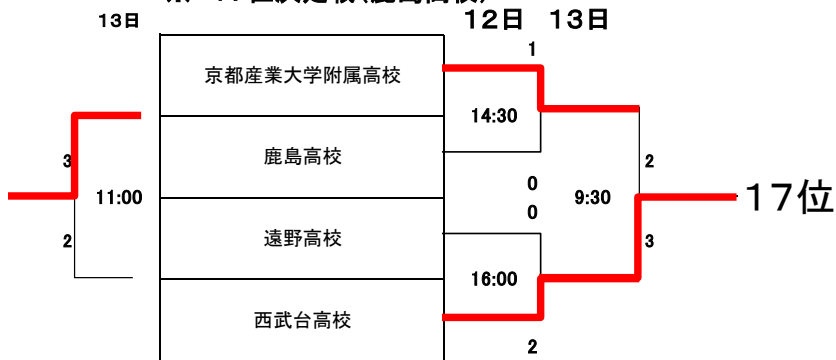 13日
12日 13日
1
京都産業大学附属高校
14:30
3
鹿島高校
2
11:00
0
9:30
17位
0
2
遠野高校
3
16:00
西武台高校
2